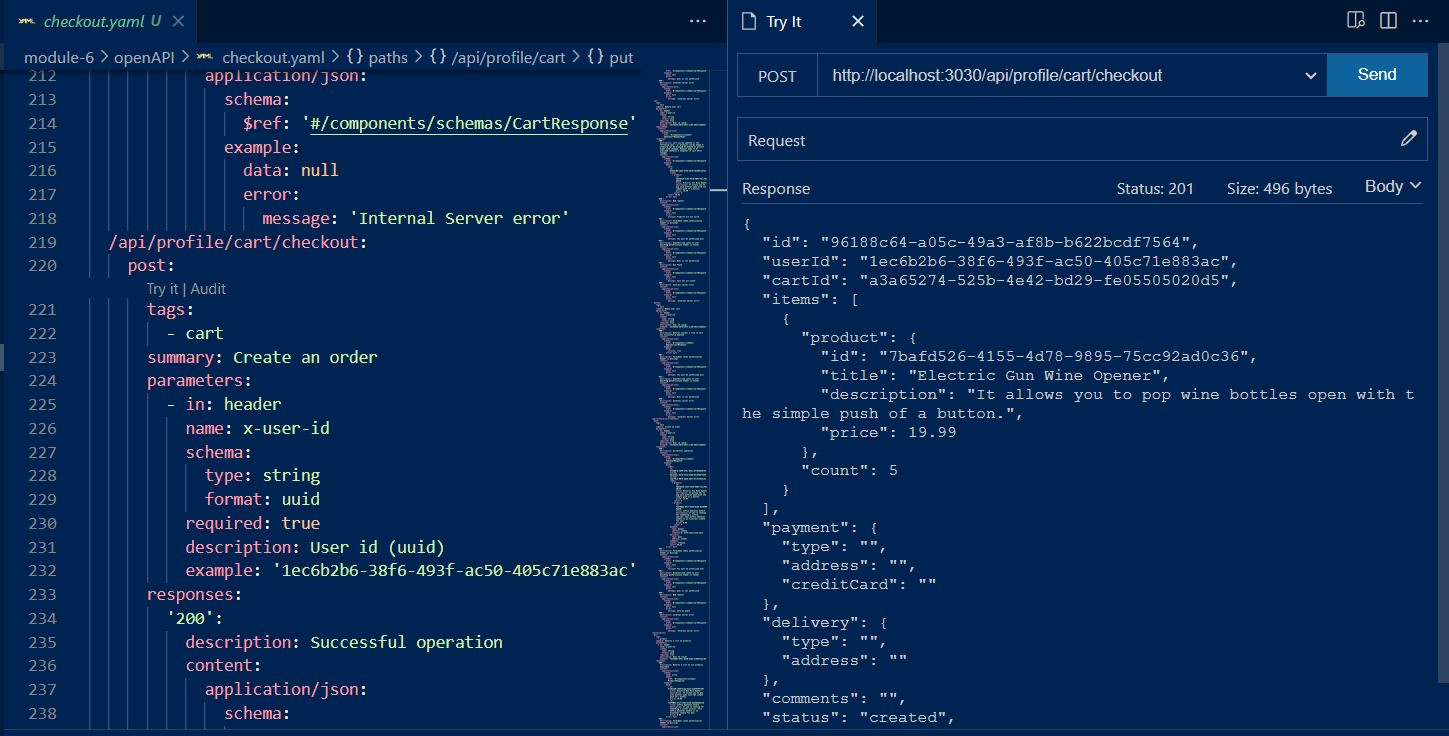 checkout.yaml U
module-6 > openAPI > checkout.yaml > {} paths > {} /api/profile/cart > {} put
212 application/json:
213 schema:
214 $ref: '#/components/schemas/CartResponse'
215 example:
216 data: null
217 error:
218 message: 'Internal Server error'
219 /api/profile/cart/checkout:
220 post:
Try it | Audit
221 tags:
222 - cart
223 summary: Create an order
224 parameters:
225 - in: header
226 name: x-user-id
227 schema:
228 type: string
229 format: uuid
230 required: true
231 description: User id (uuid)
232 example: '1ec6b2b6-38f6-493f-ac50-405c71e883ac'
233 responses:
234 '200':
235 description: Successful operation
236 content:
237 application/json:
238 schema:
Try It
POST http://localhost:3030/api/profile/cart/checkout Send
Request
Response Status: 201 Size: 496 bytes Body
{
"id": "96188c64-a05c-49a3-af8b-b622bcdf7564",
"userId": "1ec6b2b6-38f6-493f-ac50-405c71e883ac",
"cartId": "a3a65274-525b-4e42-bd29-fe05505020d5",
"items": [
{
"product": {
"id": "7bafd526-4155-4d78-9895-75cc92ad0c36",
"title": "Electric Gun Wine Opener",
"description": "It allows you to pop wine bottles open with t
he simple push of a button.",
"price": 19.99
},
"count": 5
}
],
"payment": {
"type": "",
"address": "",
"creditCard": ""
},
"delivery": {
"type": "",
"address": ""
},
"comments": "",
"status": "created",